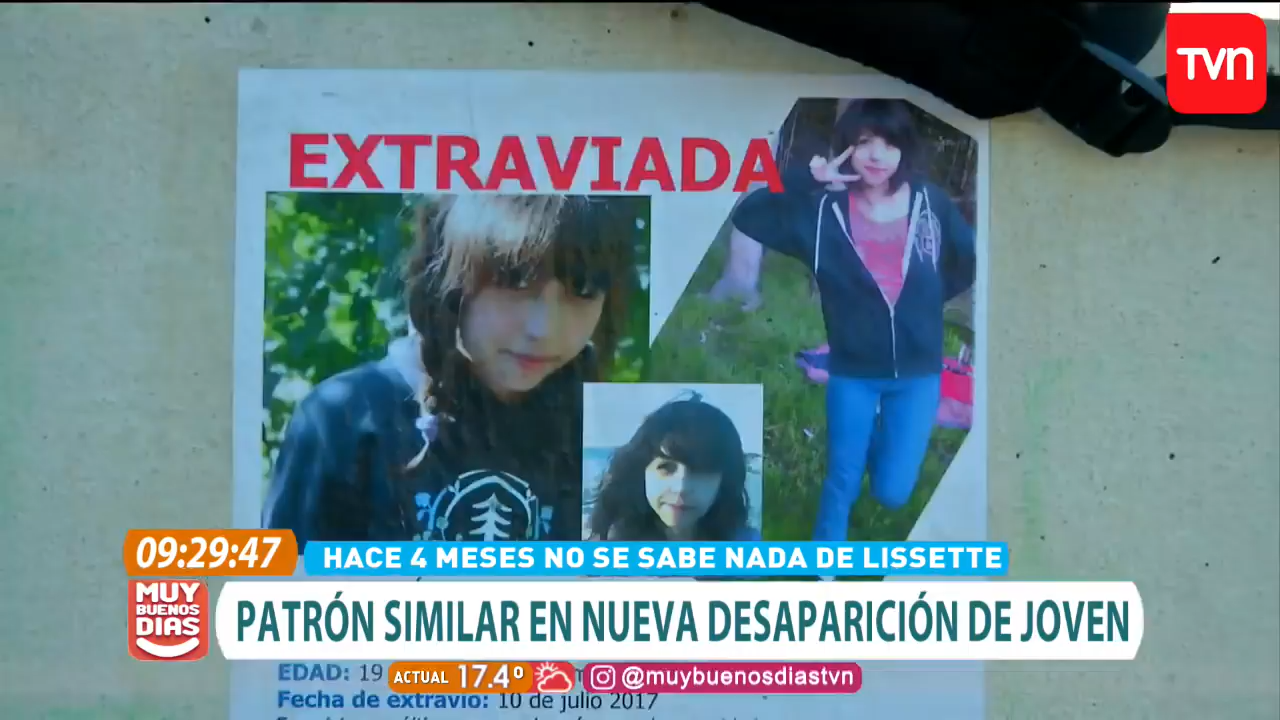 TVN
EXTRAVIADA
09:29:47
HACE 4 MESES NO SE SABE NADA DE LISSETTE
MUY
BUENOS
DIAS
PATRÓN SIMILAR EN NUEVA DESAPARICIÓN DE JOVEN
EDAD: 19
ACTUAL 17.4°
@muybuenosdiastvn
Fecha de extravío: 10 de julio 2017